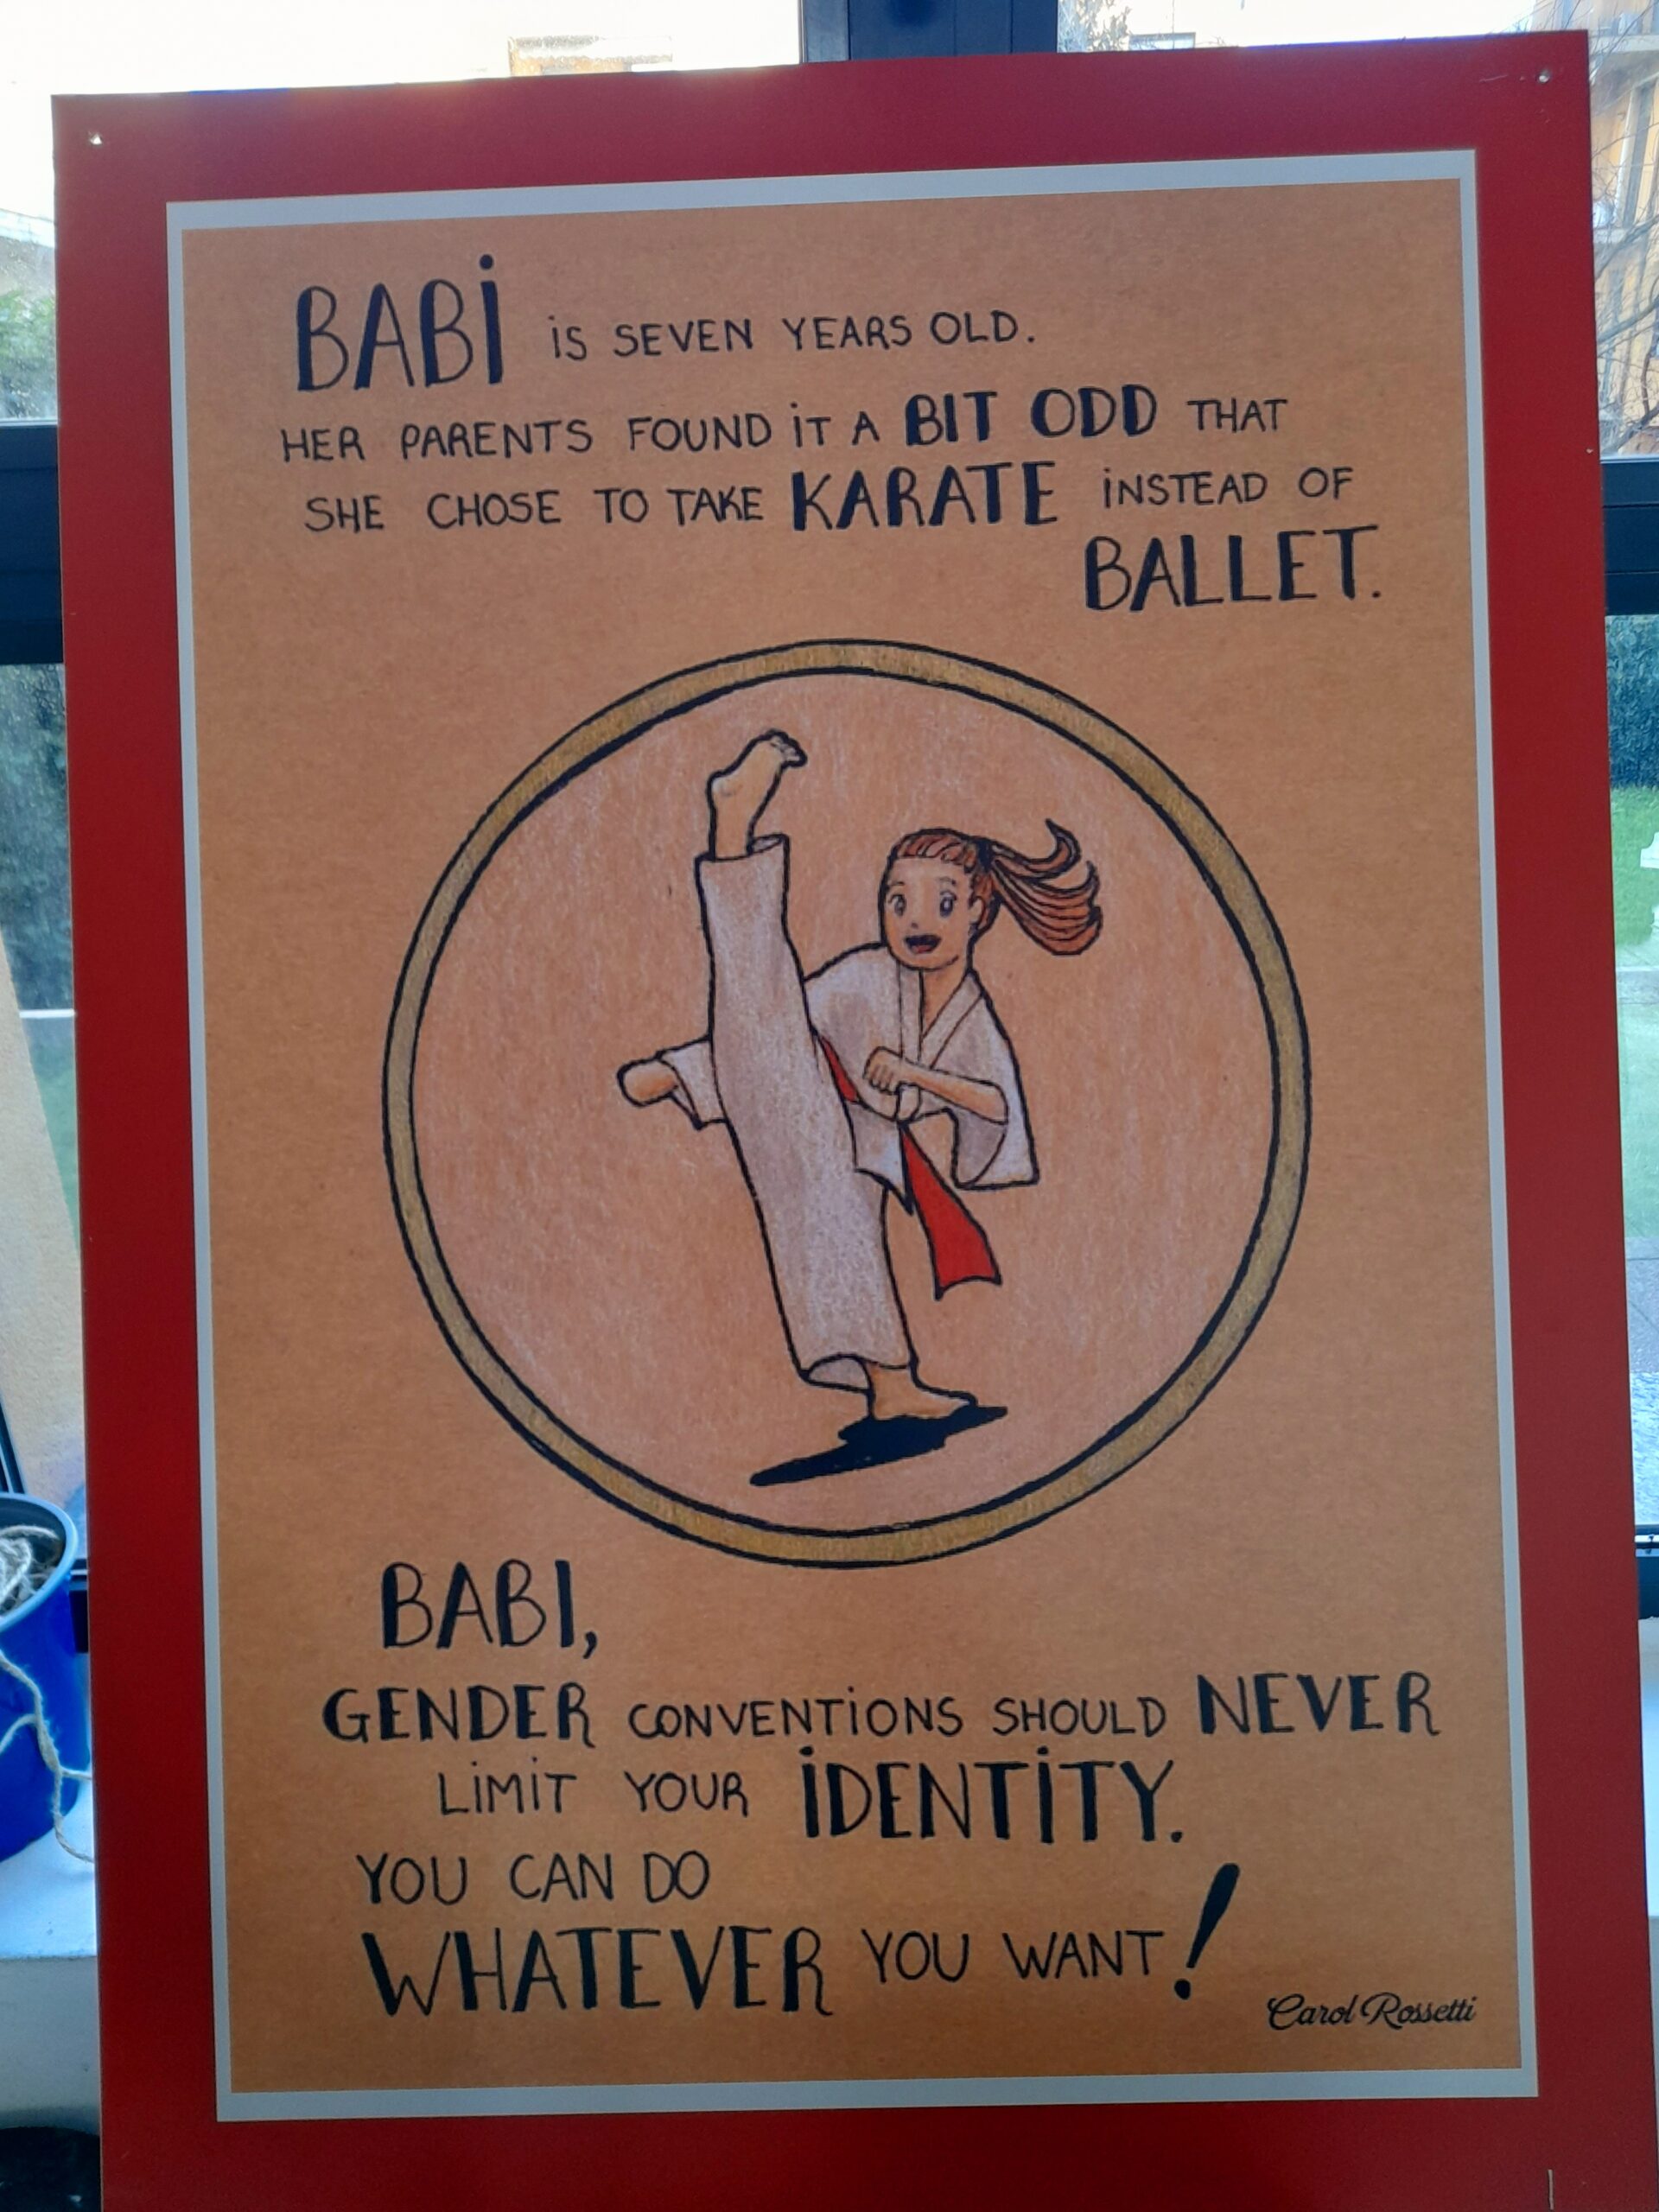 BABI IS SEVEN YEARS OLD.
HER PARENTS FOUND IT A BIT ODD THAT
SHE CHOSE TO TAKE KARATE INSTEAD OF
BALLET.
BABI,
GENDER CONVENTIONS SHOULD NEVER
LIMIT YOUR IDENTITY.
YOU CAN DO
WHATEVER YOU WANT!
Carol Rossetti